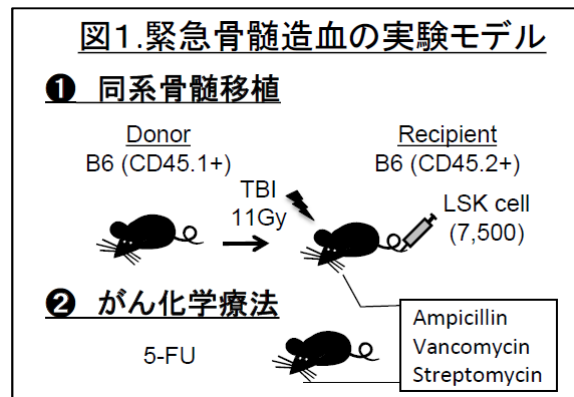 図1.緊急骨髄造血の実験モデル
❶ 同系骨髄移植
Donor
B6 (CD45.1+)
Recipient
B6 (CD45.2+)
TBI
11Gy
LSK cell
(7,500)
❷ がん化学療法
5-FU
Ampicillin
Vancomycin
Streptomycin